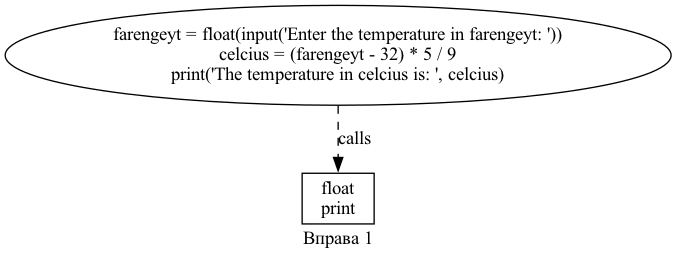 farengeyt = float(input('Enter the temperature in farengeyt: '))
celcius = (farengeyt - 32) * 5 / 9
print('The temperature in celcius is: ', celcius)
calls
float
print
Вправа 1